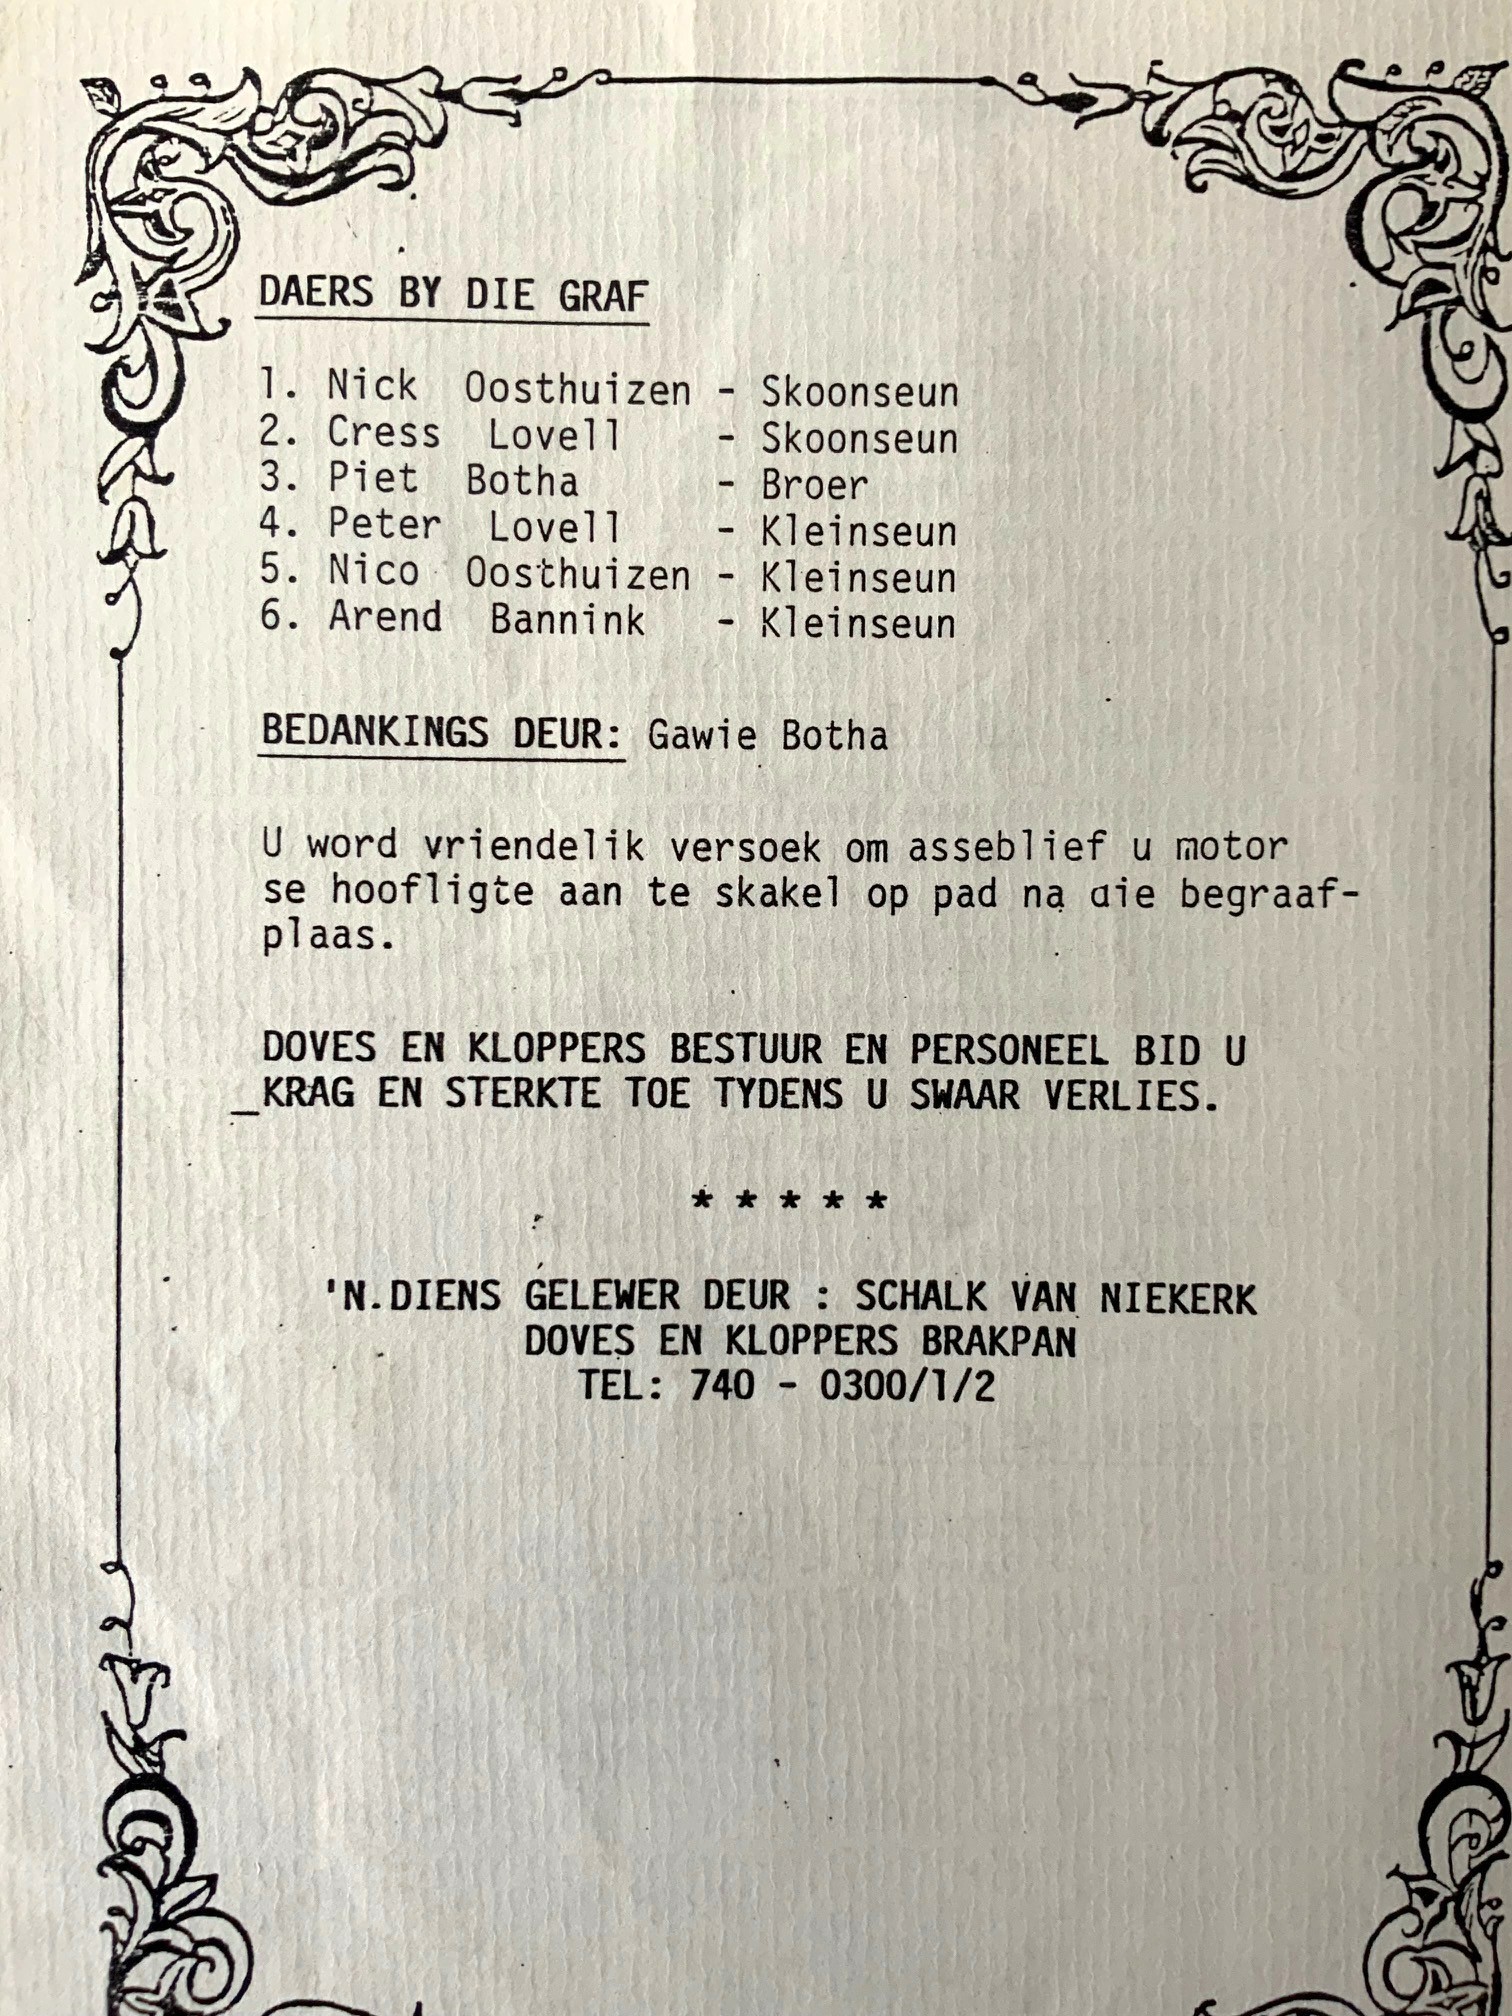 DAERS BY DIE GRAF
1. Nick Oosthuizen - Skoonseun
2. Cress Lovell - Skoonseun
3. Piet Botha - Broer
4. Peter Lovell - Kleinseun
5. Nico Oosthuizen - Kleinseun
6. Arend Bannink - Kleinseun
BEDANKINGS DEUR: Gawie Botha
U word vriendelik versoek om asseblief u motor
se hoofligte aan te skakel op pad na die begraaf-
plaas.
DOVES EN KLOPPERS BESTUUR EN PERSONEEL BID U
_KRAG EN STERKTE TOE TYDENS U SWAAR VERLIES.
* * * * *
'N.DIENS GELEWER DEUR : SCHALK VAN NIEKERK
DOVES EN KLOPPERS BRAKPAN
TEL: 740 - 0300/1/2